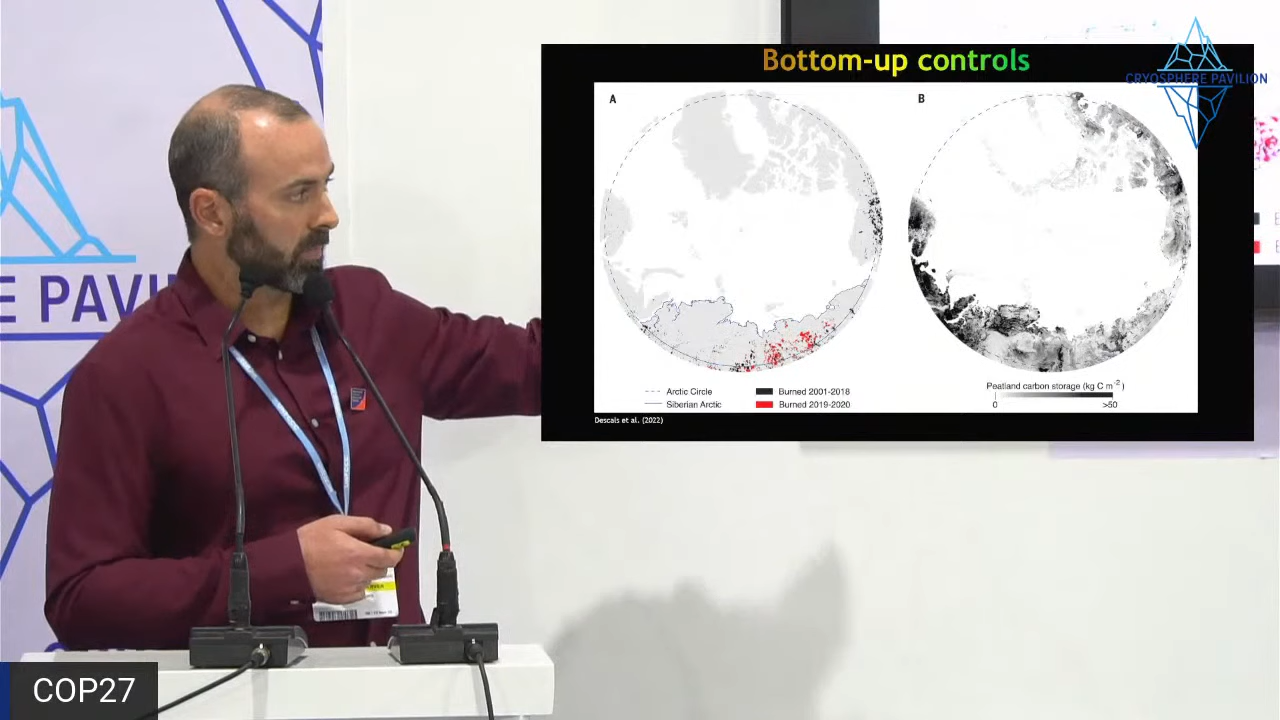 Bottom-up controls
CRYOSPHERE PAVILION
A
B
Arctic Circle
Siberian Arctic
Burned 2001-2018
Burned 2019-2020
Peatland carbon storage (kg C m-2)
0
>50
Descals et al. (2022)
E PAVI
COP27